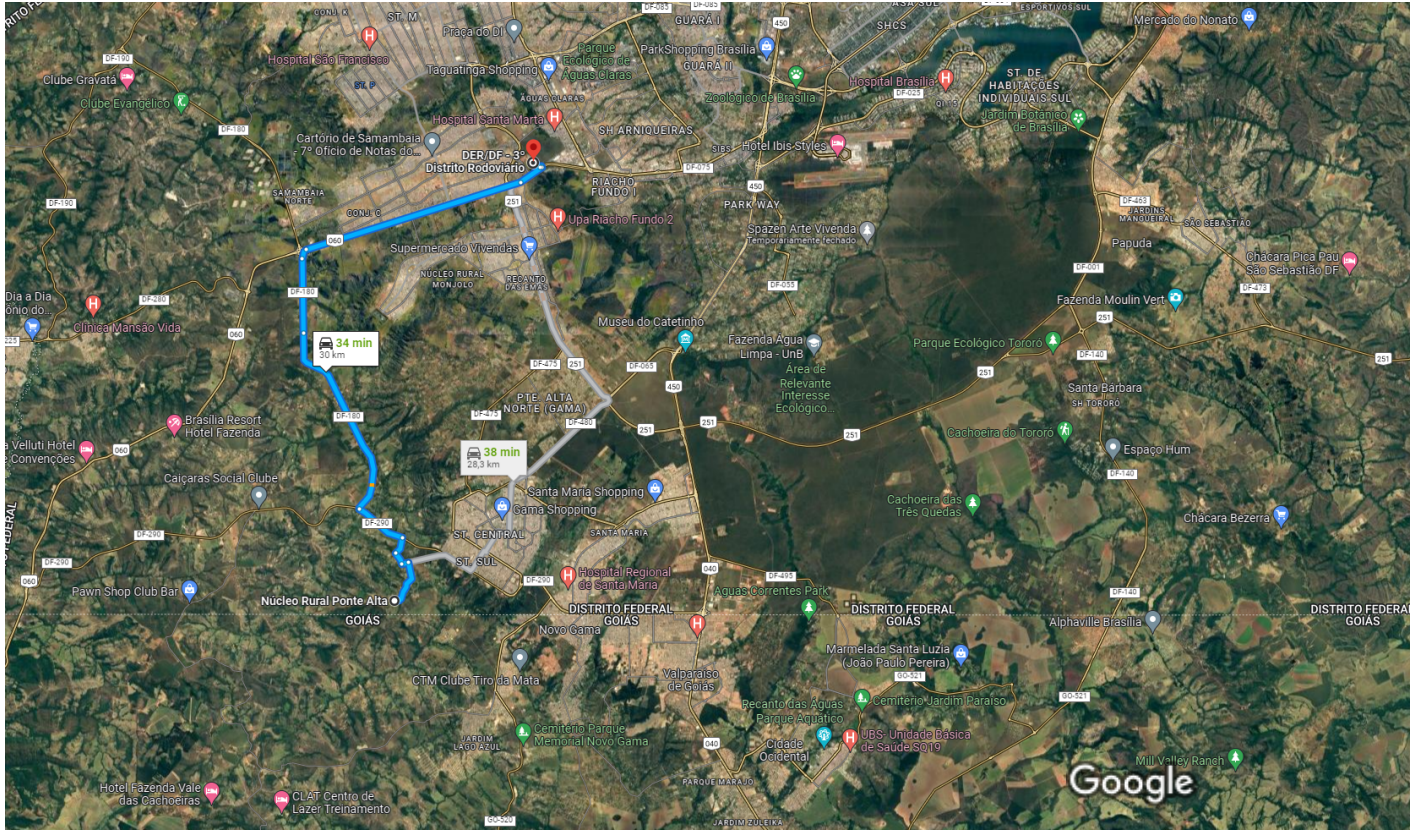 DF-085
DF-085
CONJ. K
ST. M
GUARÁ I
450
ASA SUL
ESPORTIVOS SUL
Praça do DI
SHCS
Mercado do Nonato
Parque
Ecológico de
Águas Claras
ParkShopping Brasília
GUARÁ II
Hospital São Francisco
DF-190
Taguatinga Shopping
Clube Gravatá
ST. P
Zoológico de Brasília
Hospital Brasília
ST. DE
HABITAÇÕES
INDIVIDUAIS SUL
DF-025
QI. 5
Clube Evangélico
ÁGUAS CLARAS
Jardim Botânico
de Brasília
Hospital Santa Marta
DF-180
SH ARNIQUEIRAS
Cartório de Samambaia
- 7º Ofício de Notas do...
SIBS
Hotel Ibis Styles
DER/DF - 3º
Distrito Rodoviário
DF-075
RIACHO
FUNDO I
450
SAMAMBAIA
NORTE
DF-190
CONJ. C
251
PARK WAY
DF-463
JARDINS
MANGUEIRAL
SÃO SEBASTIÃO
Upa Riacho Fundo 2
Spazen Arte Vivenda
Temporariamente fechado
060
Supermercado Vivendas
Papuda
Chácara Pica Pau
São Sebastião DF
DF-001
NÚCLEO RURAL
MONJOLO
RECANTO
DAS EMAS
DF-055
DF-473
Dia a Dia
DF-280
DF-180
Fazenda Moulin Vert
Clínica Mansão Vida
Museu do Catetinho
251
060
34 min
30 km
Fazenda Água
Limpa - UnB
Parque Ecológico Tororó
DF-140
251
Área de
Relevante
Interesse
Ecológico...
DF-475
251
DF-065
251
450
Santa Bárbara
SH TORORÓ
PTE. ALTA
NORTE (GAMA)
DF-180
DF-475
DF-480
Brasília Resort
Hotel Fazenda
251
251
251
Cachoeira do Tororó
Velluti Hotel
Convenções
060
38 min
28,3 km
Espaço Hum
DF-140
Caiçaras Social Clube
Santa Maria Shopping
Gama Shopping
Cachoeira das
Três Quedas
Chácara Bezerra
DF-290
ST. CENTRAL
SANTA MARIA
DF-290
DF-290
ST. SUL
040
DF-495
DF-290
Hospital Regional
de Santa Maria
060
Pawn Shop Club Bar
Águas Correntes Park
DF-140
Núcleo Rural Ponte Alta
GOIÁS
DISTRITO FEDERAL
GOIÁS
DISTRITO FEDERAL
GOIÁS
DISTRITO FEDERAL
GOIÁS
Novo Gama
Alphaville Brasília
Marmelada Santa Luzia
(João Paulo Pereira)
CTM Clube Tiro da Mata
Valparaíso
de Goiás
GO-521
GO-521
Recanto das Águas
Parque Aquático
Cemitério Jardim Paraíso
Cemitério Parque
Memorial Novo Gama
JARDIM
LAGO AZUL
040
Cidade
Ocidental
UBS- Unidade Básica
de Saúde SQ19
Mill Valley Ranch
PARQUE MARAJÓ
Google
Hotel Fazenda Vale
das Cachoeiras
CLAT Centro de
Lazer Treinamento
GO-520
JARDIM ZULEIKA